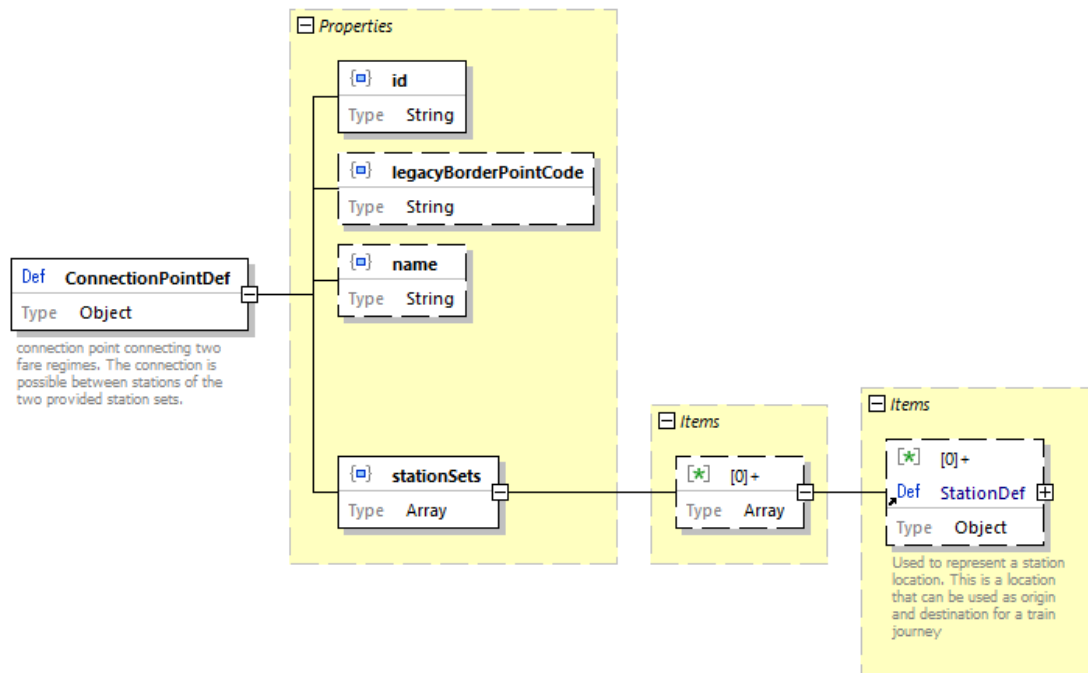 Properties
id
Type String
legacyBorderPointCode
Type String
name
Type String
Def ConnectionPointDef
Type Object
connection point connecting two
fare regimes. The connection is
possible between stations of the
two provided station sets.
stationSets
Type Array
Items
[0]+
Type Array
Items
[0]+
Def StationDef
Type Object
Used to represent a station
location. This is a location
that can be used as origin
and destination for a train
journey